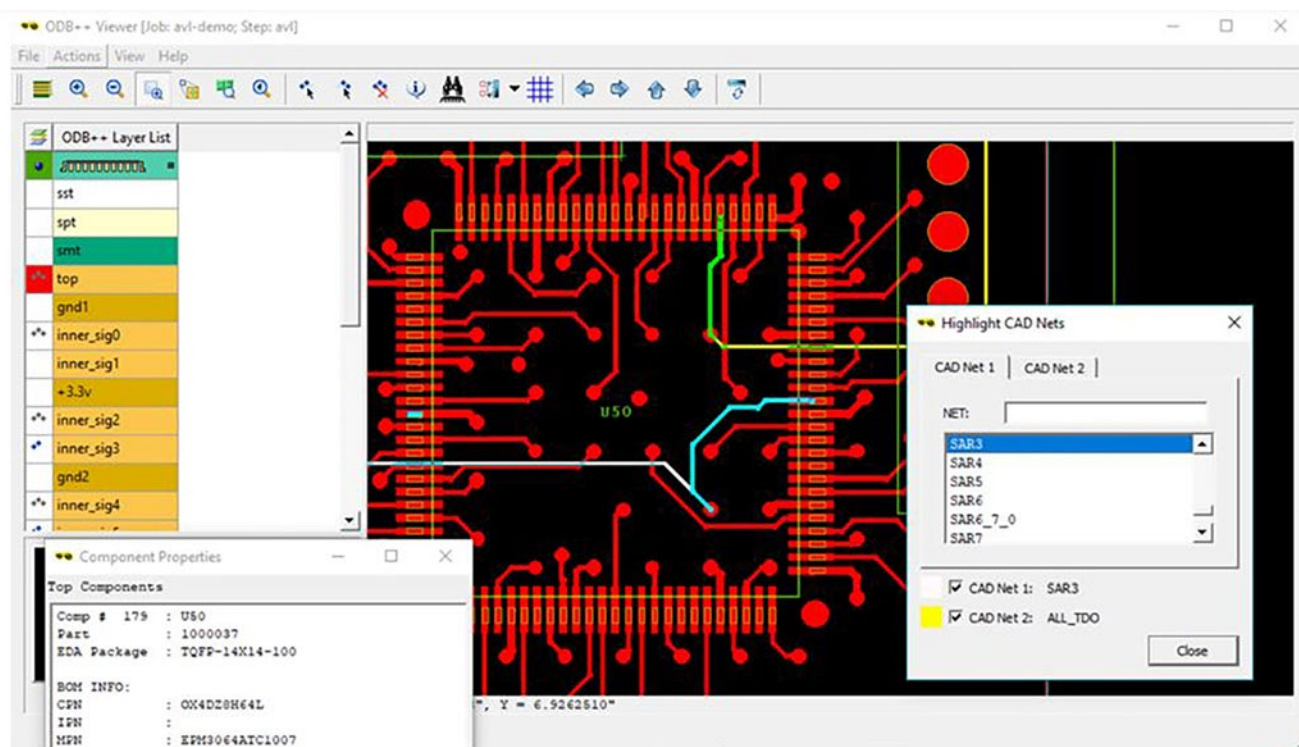 ODB++ Viewer [Job: avl-demo; Step: avl]
File Actions View Help
ODB++ Layer List
sst
spt
smt
top
gnd1
inner_sig0
inner_sig1
+3.3v
inner_sig2
inner_sig3
gnd2
inner_sig4
U50
Highlight CAD Nets
CAD Net 1 CAD Net 2
NET:
SAR3
SAR4
SAR5
SAR6
SAR6_7_0
SAR7
CAD Net 1: SAR3
CAD Net 2: ALL_TDO
Close
Component Properties
Top Components
Comp # 179 : U50
Part : 1000037
EDA Package : TQFP-14X14-100
BOM INFO:
CPN : OX4DZ8H64L
IPN :
MPN : EPM3064ATC1007
", Y = 6.9262510"